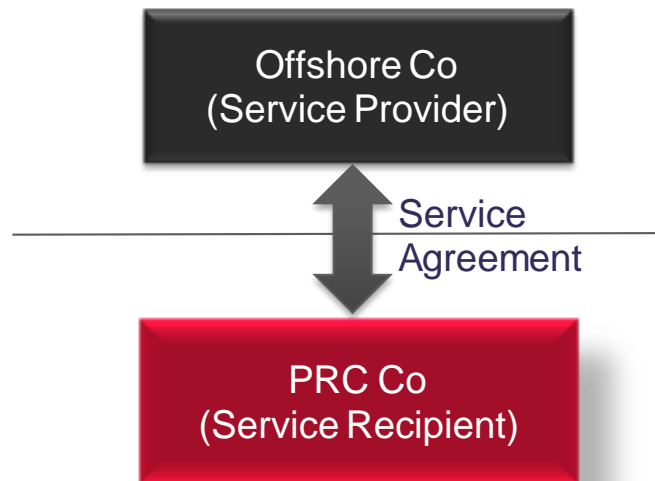 Offshore Co
(Service Provider)
Service
Agreement
PRC Co
(Service Recipient)